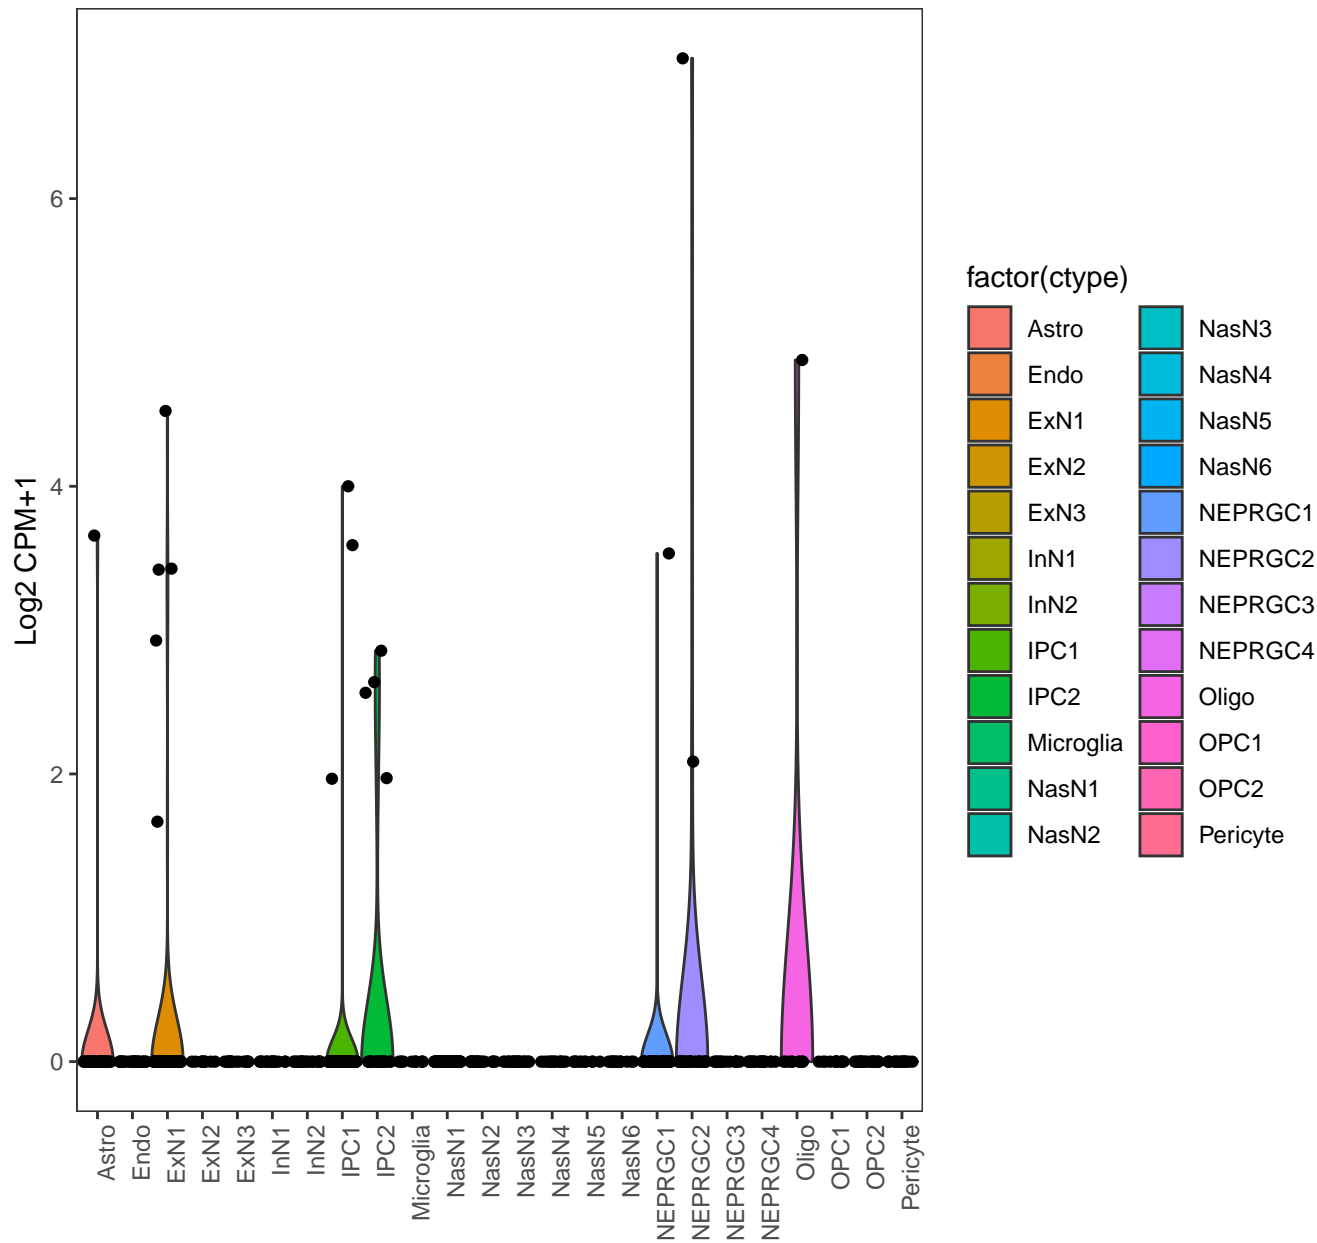 Log2 CPM+1
6
4
2
0
Astro
Endo
ExN1
ExN2
ExN3
InN1
InN2
IPC1
IPC2
Microglia
NasN1
NasN2
NasN3
NasN4
NasN5
NasN6
NEPRGC1
NEPRGC2
NEPRGC3
NEPRGC4
Oligo
OPC1
OPC2
Pericyte
factor(ctype)
Astro
Endo
ExN1
ExN2
ExN3
InN1
InN2
IPC1
IPC2
Microglia
NasN1
NasN2
NasN3
NasN4
NasN5
NasN6
NEPRGC1
NEPRGC2
NEPRGC3
NEPRGC4
Oligo
OPC1
OPC2
Pericyte